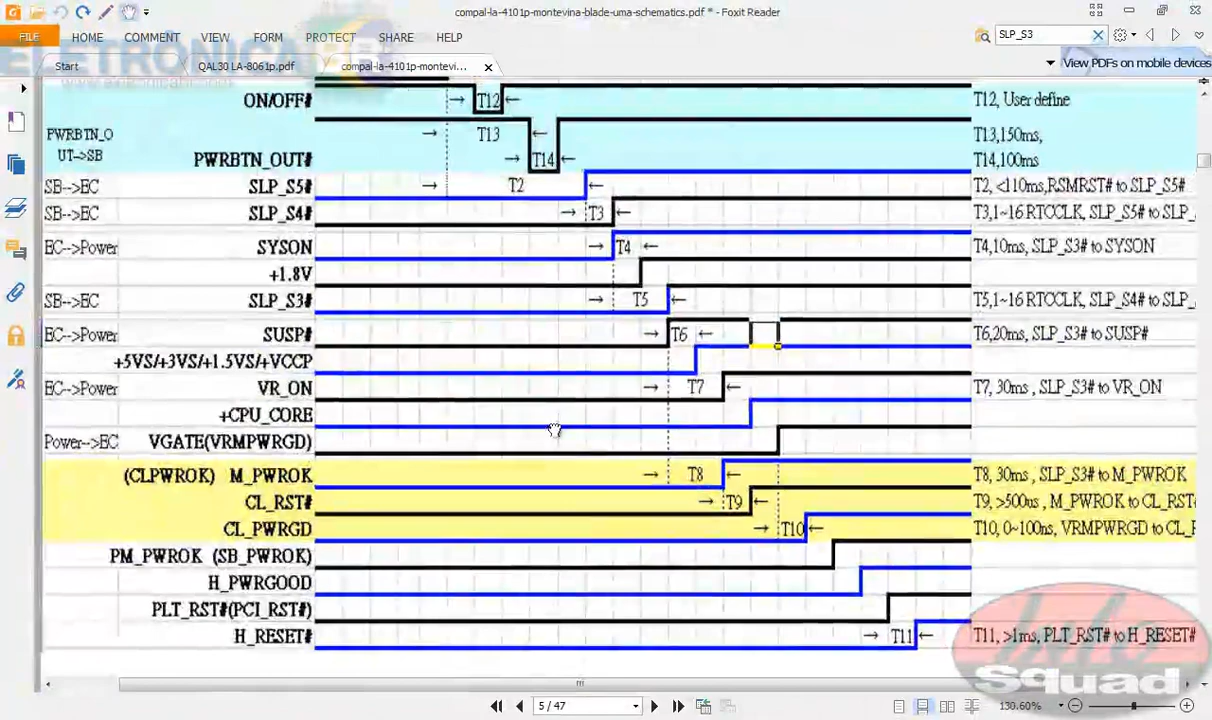 compal-la-4101p-montevina-blade-uma-schematics.pdf * - Foxit Reader
FILE HOME COMMENT VIEW FORM PROTECT SHARE HELP SLP_S3
ELETRONICA
Start QAL30 LA-8061p.pdf compal-la-4101p-montevi... View PDFs on mobile devices
ON/OFF# T12 T12, User define
PWRBTN_O T13 T13,150ms,
UT->SB PWRBTN_OUT# T14 T14,100ms
SB-->EC SLP_S5# T2 T2, <110ms,RSMRST# to SLP_S5#
SB-->EC SLP_S4# T3 T3,1~16 RTCCLK, SLP_S5# to SLP_
EC-->Power SYSON T4 T4,10ms, SLP_S3# to SYSON
+1.8V
SB-->EC SLP_S3# T5 T5,1~16 RTCCLK, SLP_S4# to SLP_
EC-->Power SUSP# T6 T6,20ms, SLP_S3# to SUSP#
+5VS/+3VS/+1.5VS/+VCCP
EC-->Power VR_ON T7 T7, 30ms , SLP_S3# to VR_ON
+CPU_CORE
Power-->EC VGATE(VRMPWRGD)
(CLPWROK) M_PWROK T8 T8, 30ms , SLP_S3# to M_PWROK
CL_RST# T9 T9, >500ns , M_PWROK to CL_RST#
CL_PWRGD T10 T10, 0~100ns, VRMPWRGD to CL_P
PM_PWROK (SB_PWROK)
H_PWRGOOD
PLT_RST#(PCI_RST#)
H_RESET# T11 T11, >1ms, PLT_RST# to H_RESET#
Squad
5 / 47 130.60%